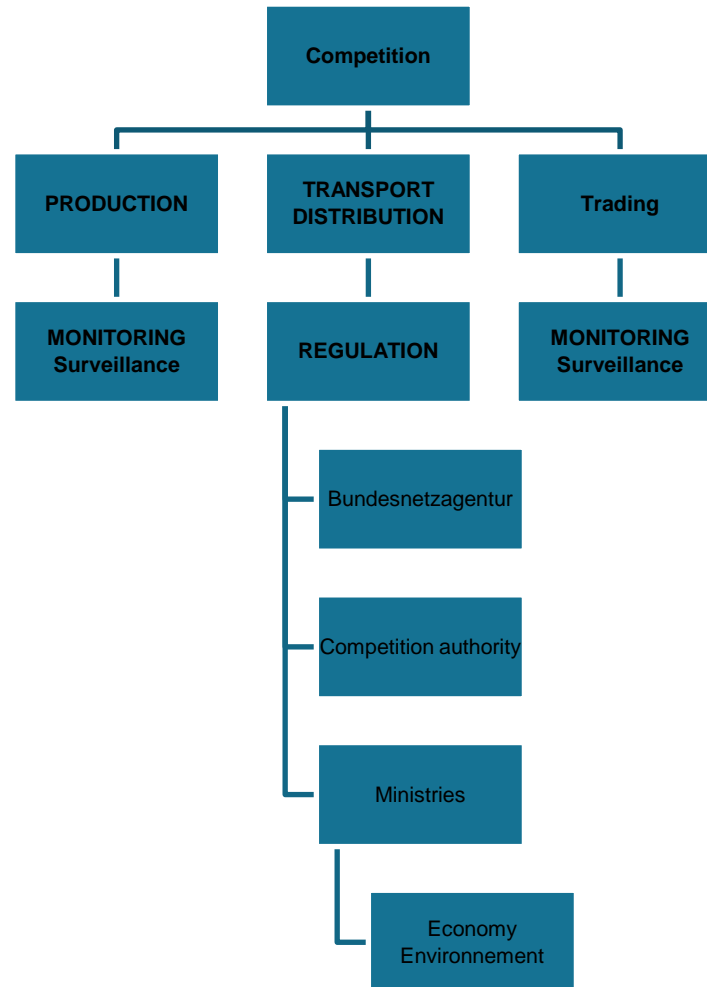 Competition
PRODUCTION
TRANSPORT
DISTRIBUTION
Trading
MONITORING
Surveillance
REGULATION
MONITORING
Surveillance
Bundesnetzagentur
Competition authority
Ministries
Economy
Environnement